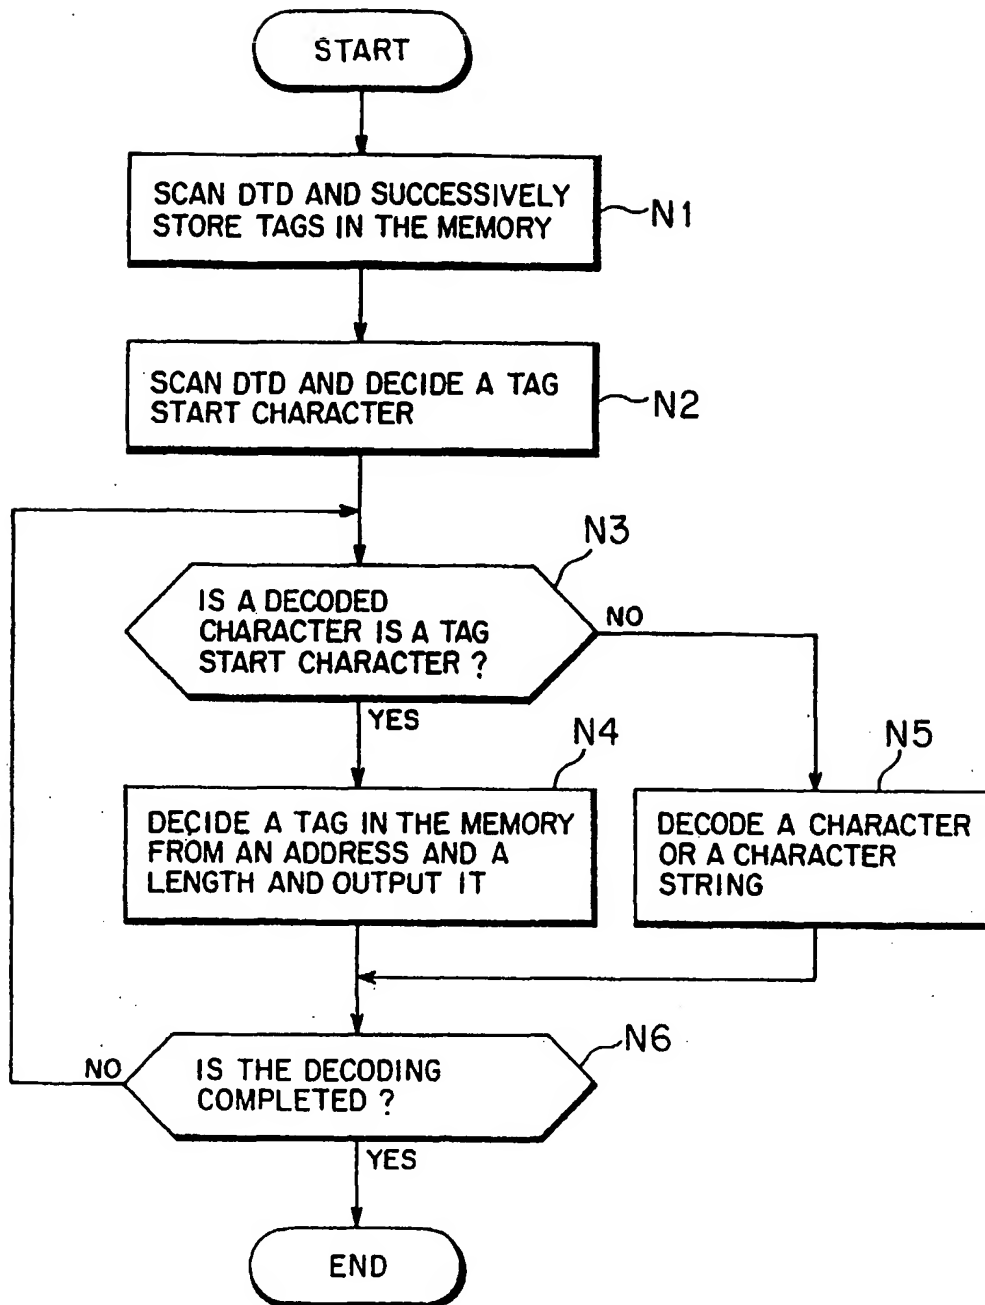 START
SCAN DTD AND SUCCESSIVELY
STORE TAGS IN THE MEMORY
N1
SCAN DTD AND DECIDE A TAG
START CHARACTER
N2
N3
IS A DECODED
CHARACTER IS A TAG
START CHARACTER ?
NO
YES
N4
DECIDE A TAG IN THE MEMORY
FROM AN ADDRESS AND A
LENGTH AND OUTPUT IT
N5
DECODE A CHARACTER
OR A CHARACTER
STRING
N6
NO
IS THE DECODING
COMPLETED ?
YES
END